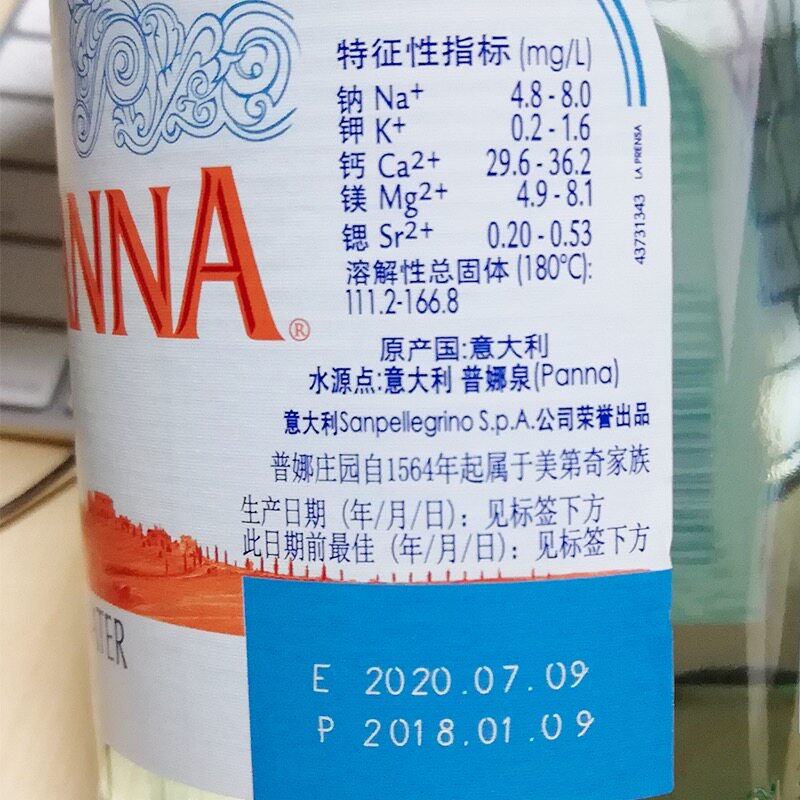 特征性指标 (mg/L)
钠 Na+ 4.8 - 8.0
钾 K+ 0.2 - 1.6
钙 Ca2+ 29.6 - 36.2
镁 Mg2+ 4.9 - 8.1
锶 Sr2+ 0.20 - 0.53
溶解性总固体 (180°C):
111.2-166.8
原产国:意大利
水源点:意大利 普娜泉(Panna)
意大利Sanpellegrino S.p.A.公司荣誉出品
普娜庄园自1564年起属于美第奇家族
生产日期（年/月/日）：见标签下方
此日期前最佳（年/月/日）：见标签下方
E 2020.07.09
P 2018.01.09
43731343 LA PRENSA
ANNA®
ATER